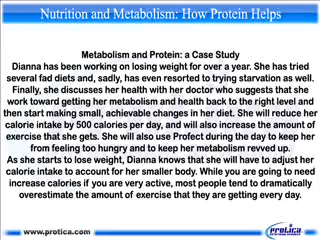 Nutrition and Metabolism: How Protein Helps
Metabolism and Protein: a Case Study
Dianna has been working on losing weight for over a year. She has tried
several fad diets and, sadly, has even resorted to trying starvation as well.
Finally, she discusses her health with her doctor who suggests that she
work toward getting her metabolism and health back to the right level and
then start making small, achievable changes in her diet. She will reduce her
calorie intake by 500 calories per day, and will also increase the amount of
exercise that she gets. She will also use Profect during the day to keep her
from feeling too hungry and to keep her metabolism revved up.
As she starts to lose weight, Dianna knows that she will have to adjust her
calorie intake to account for her smaller body. While you are going to need
increase calories if you are very active, most people tend to dramatically
overestimate the amount of exercise that they are getting every day.
www.protica.com
protica